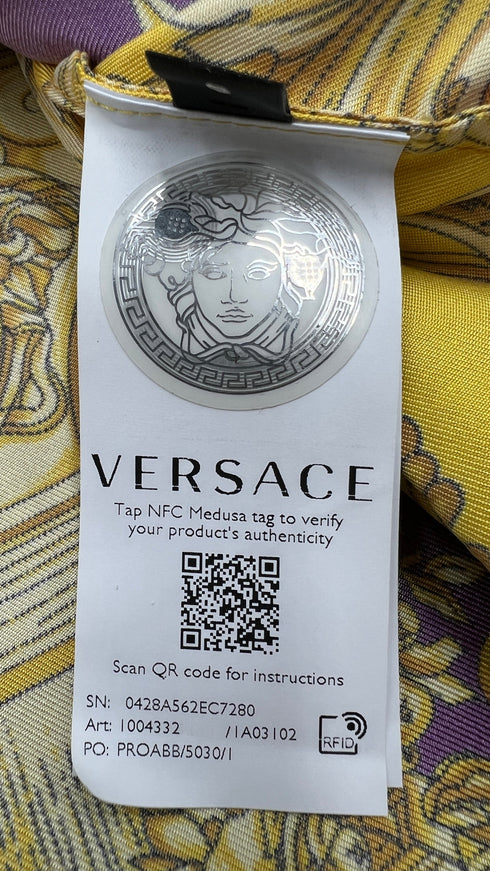 VERSACE
Tap NFC Medusa tag to verify
your product's authenticity
Scan QR code for instructions
SN: 0428A562EC7280
Art: 1004332 /1A03102
PO: PROABB/5030/1
RFID